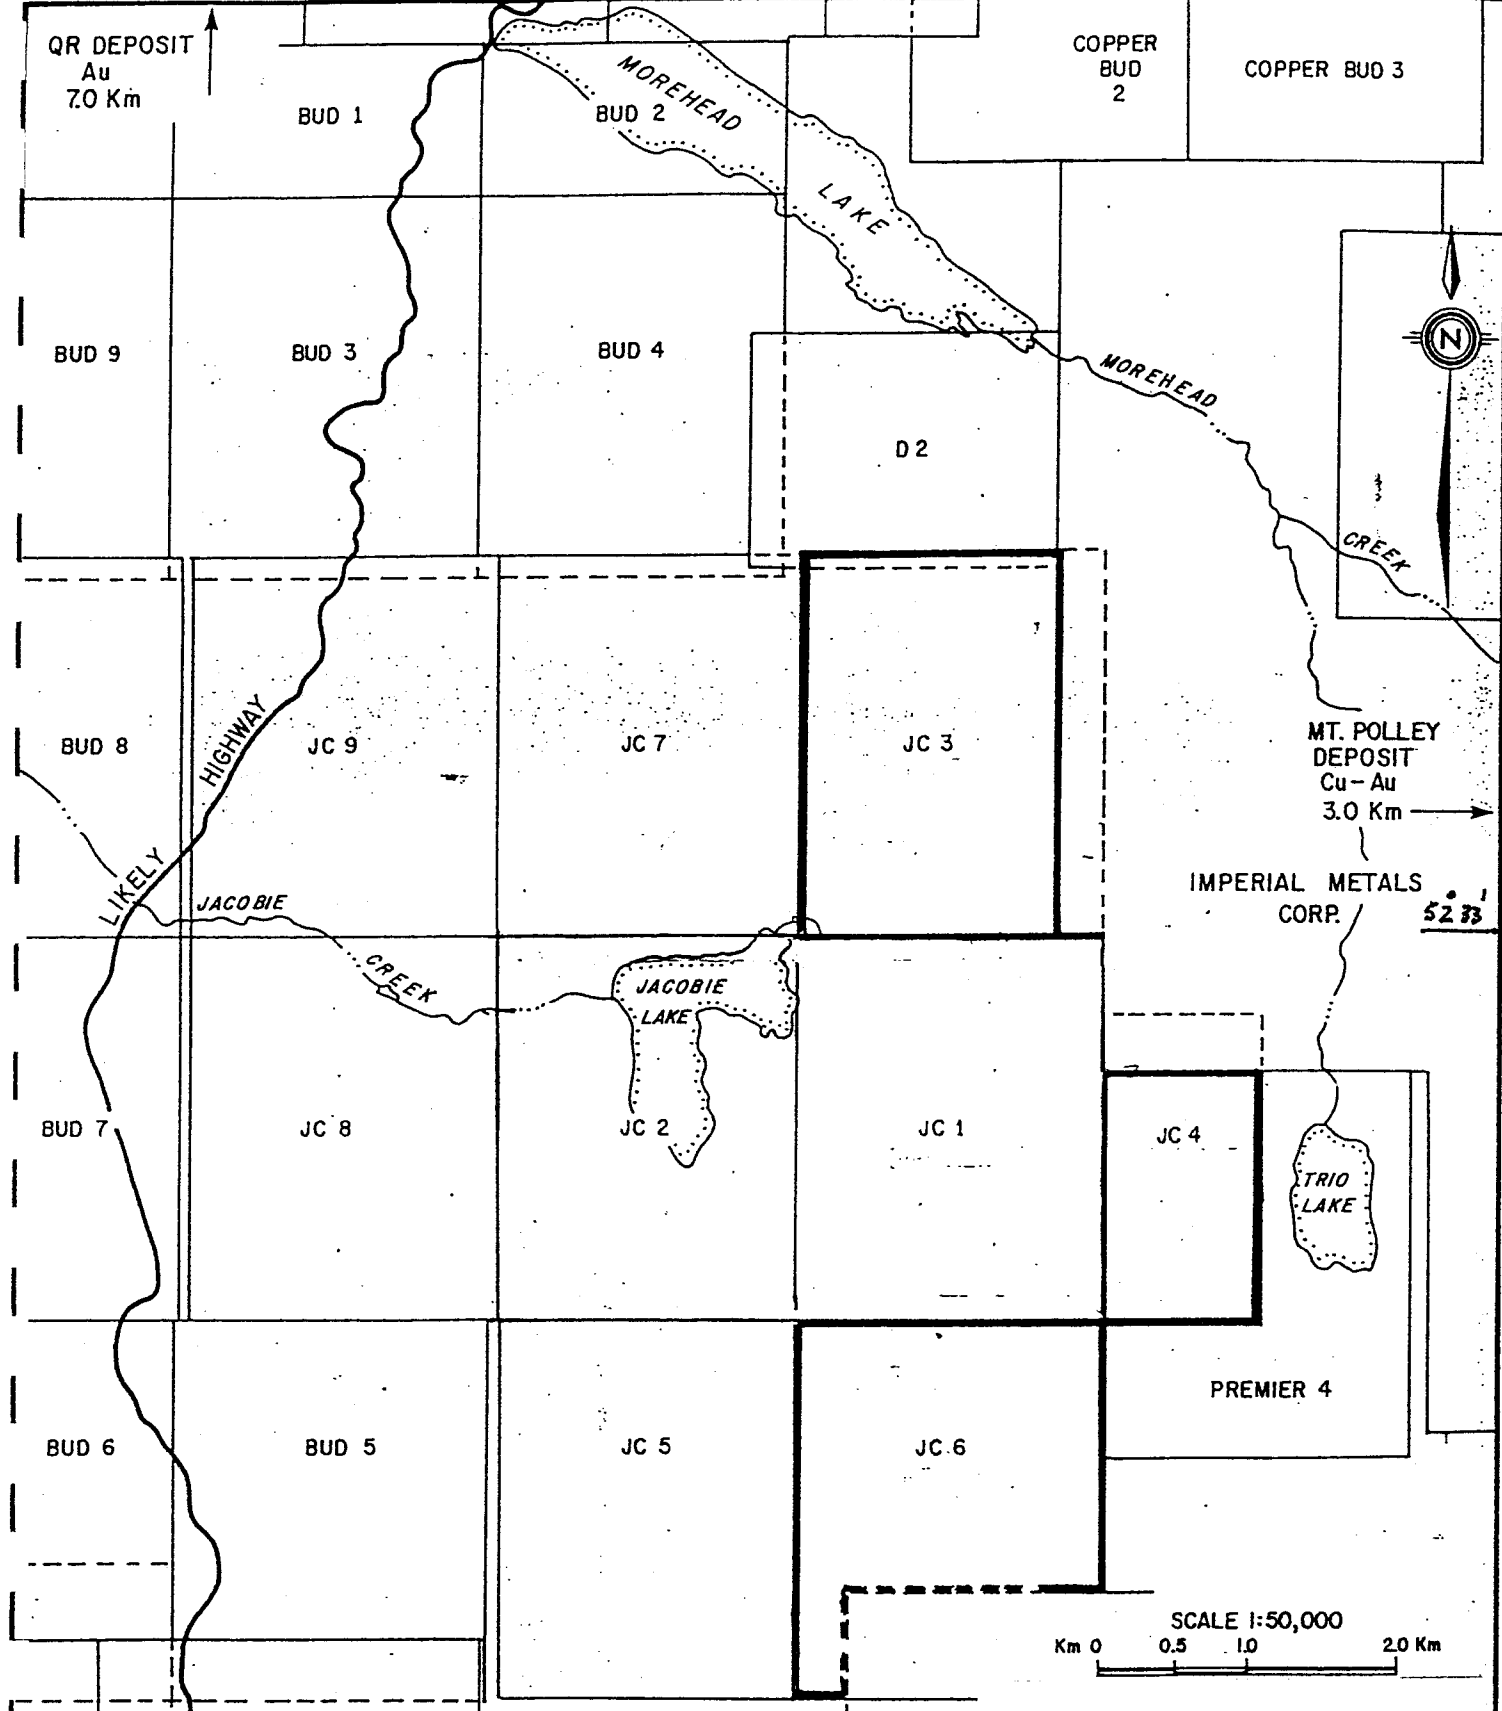 QR DEPOSIT
Au
7.0 Km
BUD 1
BUD 2
MOREHEAD
LAKE
COPPER
BUD
2
COPPER BUD 3
N
BUD 9
BUD 3
BUD 4
MOREHEAD
CREEK
D 2
BUD 8
HIGHWAY
LIKELY
JC 9
JC 7
JC 3
MT. POLLEY
DEPOSIT
Cu-Au
3.0 Km
IMPERIAL METALS
CORP.
52° 33'
JACOBIE
CREEK
JACOBIE
LAKE
BUD 7
JC 8
JC 2
JC 1
JC 4
TRIO
LAKE
PREMIER 4
BUD 6
BUD 5
JC 5
JC 6
SCALE 1:50,000
Km 0 0.5 1.0 2.0 Km